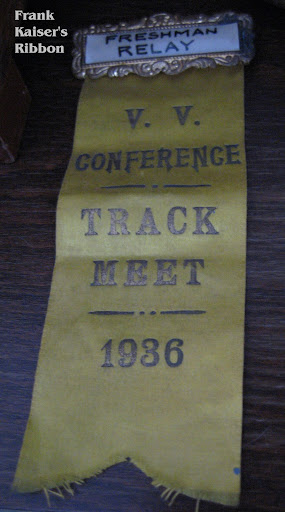 Frank
Kaiser's
Ribbon
FRESHMAN
RELAY
V. V.
CONFERENCE
TRACK
MEET
1936